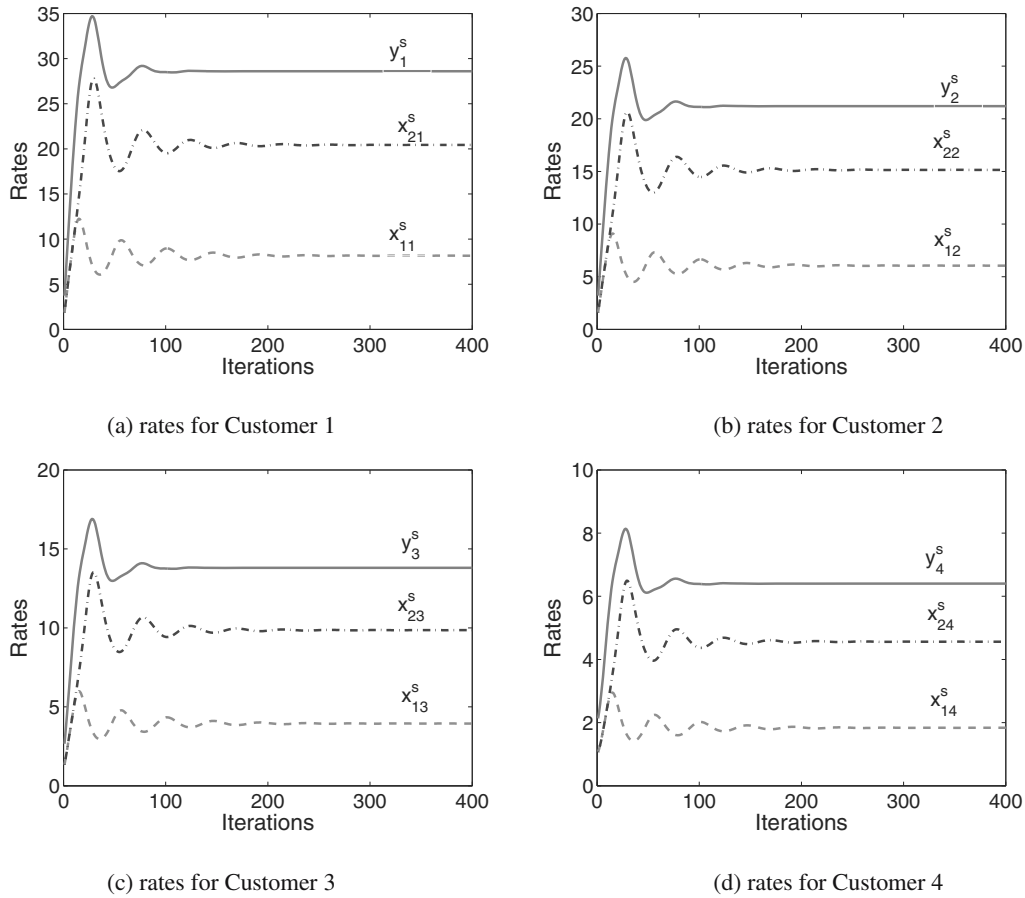 35
30
25
20
15
10
5
0
Rates
y₁ˢ
x₂₁ˢ
x₁₁ˢ
0 100 200 300 400
Iterations
(a) rates for Customer 1
30
25
20
15
10
5
0
Rates
y₂ˢ
x₂₂ˢ
x₁₂ˢ
0 100 200 300 400
Iterations
(b) rates for Customer 2
20
15
10
5
0
Rates
y₃ˢ
x₂₃ˢ
x₁₃ˢ
0 100 200 300 400
Iterations
(c) rates for Customer 3
10
8
6
4
2
0
Rates
y₄ˢ
x₂₄ˢ
x₁₄ˢ
0 100 200 300 400
Iterations
(d) rates for Customer 4